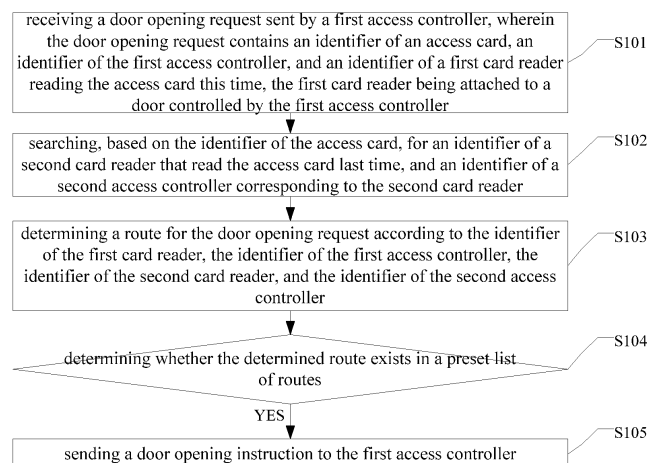 receiving a door opening request sent by a first access controller, wherein
the door opening request contains an identifier of an access card, an
identifier of the first access controller, and an identifier of a first card reader
reading the access card this time, the first card reader being attached to a
door controlled by the first access controller
S101
searching, based on the identifier of the access card, for an identifier of a
second card reader that read the access card last time, and an identifier of a
second access controller corresponding to the second card reader
S102
determining a route for the door opening request according to the identifier
of the first card reader, the identifier of the first access controller, the
identifier of the second card reader, and the identifier of the second access
controller
S103
determining whether the determined route exists in a preset list
of routes
S104
YES
sending a door opening instruction to the first access controller
S105